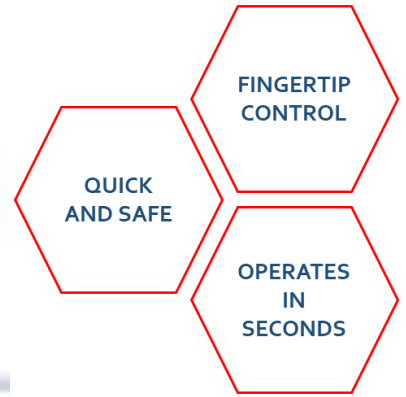 FINGERTIP
CONTROL
QUICK
AND SAFE
OPERATES
IN
SECONDS